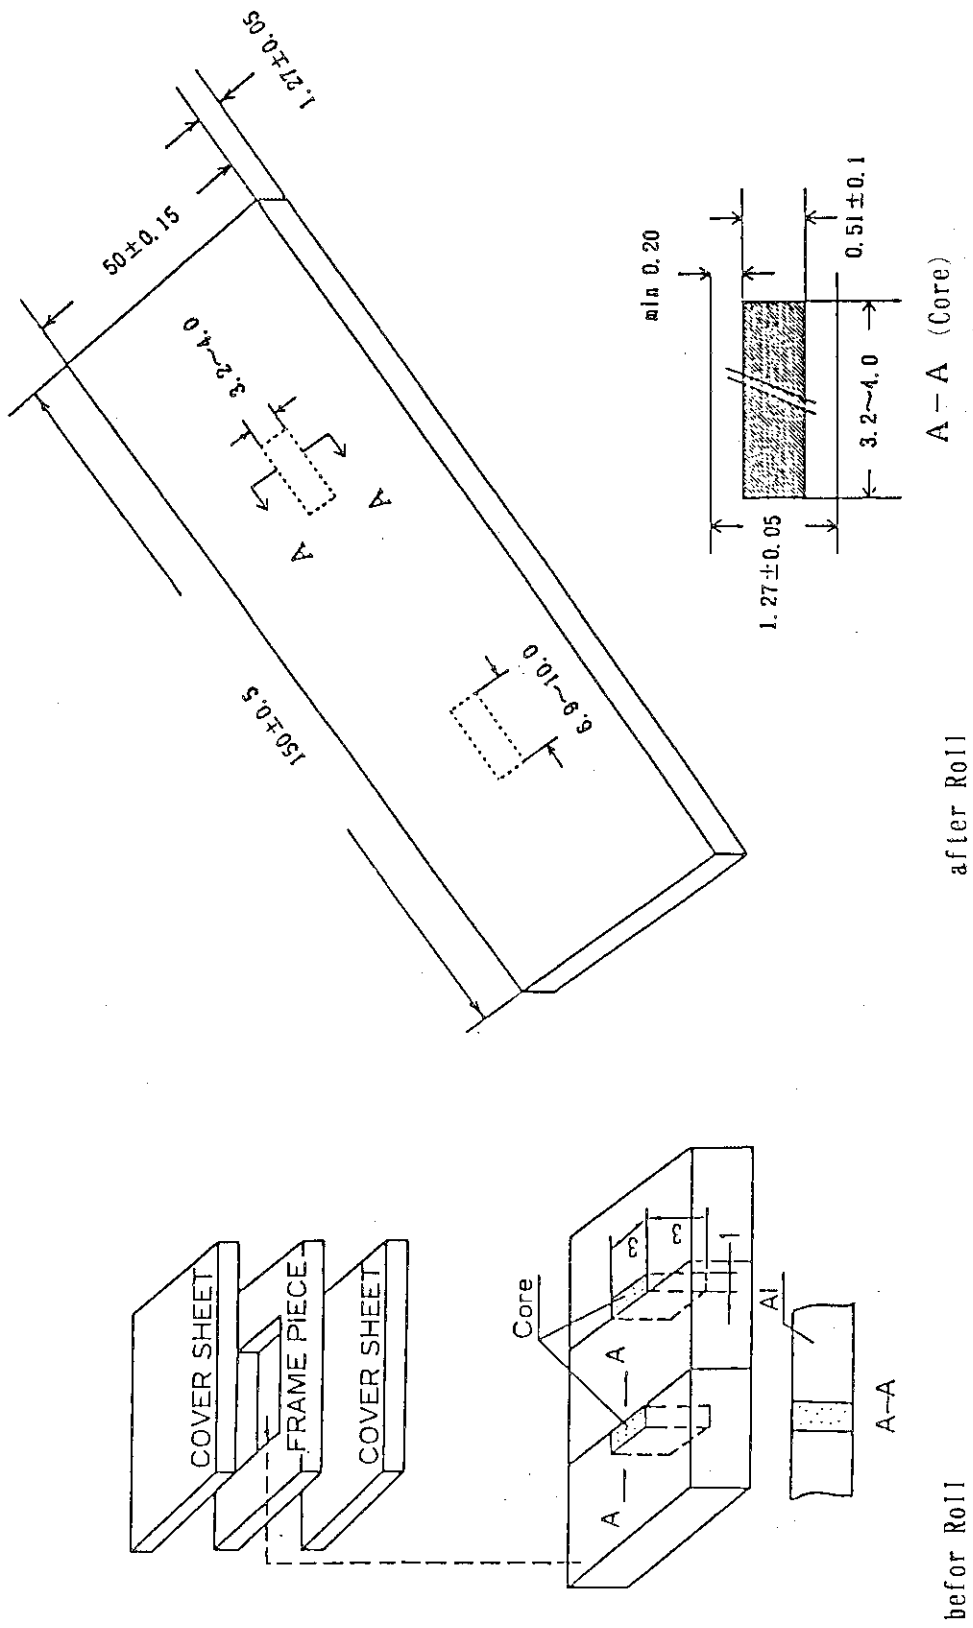 COVER SHEET
FRAME PIECE
COVER SHEET
Core
3
3
1
A
A
Al
A-A
befor Roll
150±0.5
50±0.15
1.27±0.05
3.2~4.0
A
A
6.9~10.0
min 0.20
1.27±0.05
0.51±0.1
3.2~4.0
A-A (Core)
after Roll